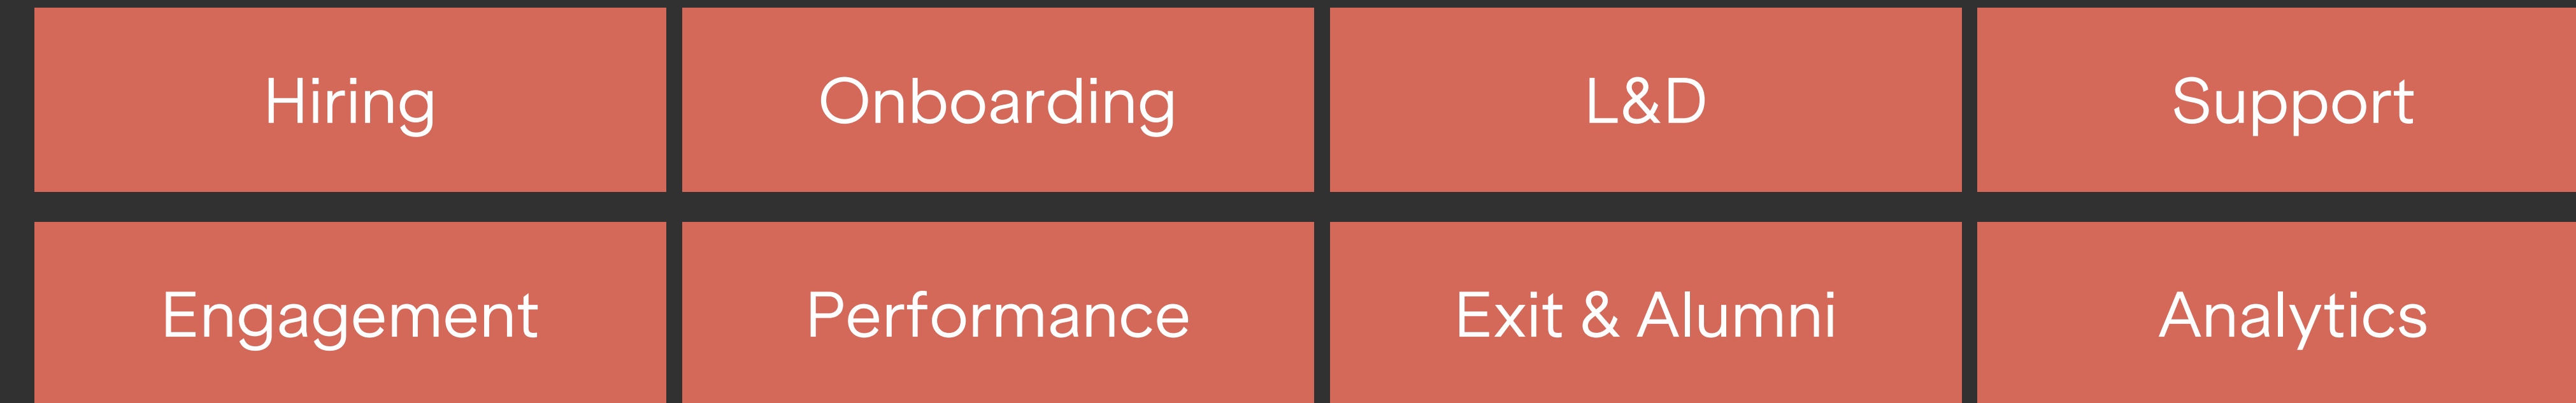 Hiring
Onboarding
L&D
Support
Engagement
Performance
Exit & Alumni
Analytics